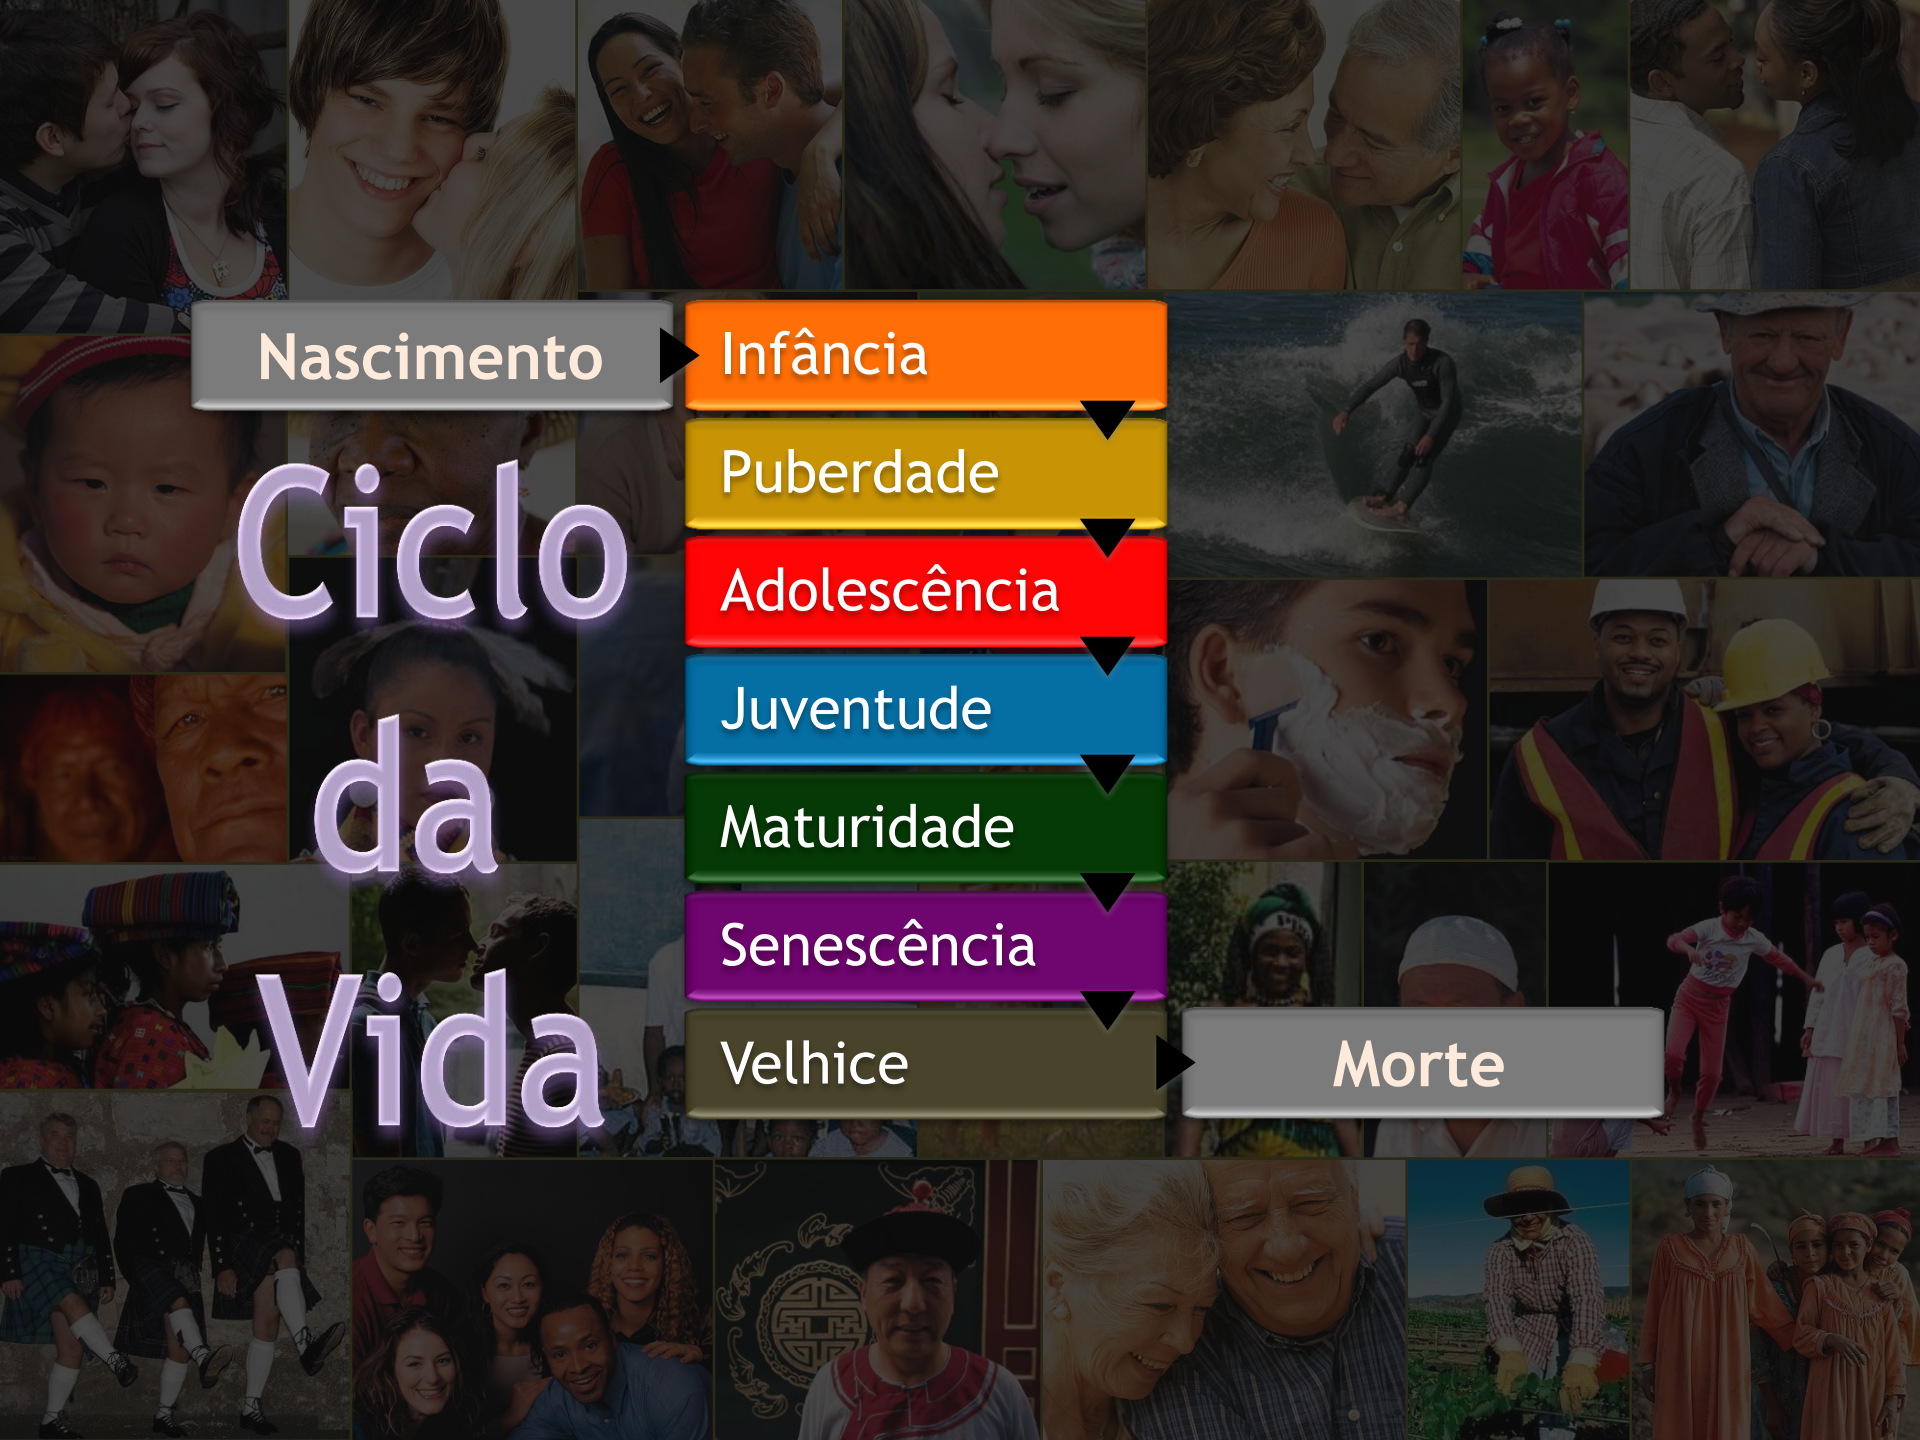 Nascimento
Infância
Puberdade
Adolescência
Juventude
Maturidade
Senescência
Velhice
Morte
Ciclo
da
Vida